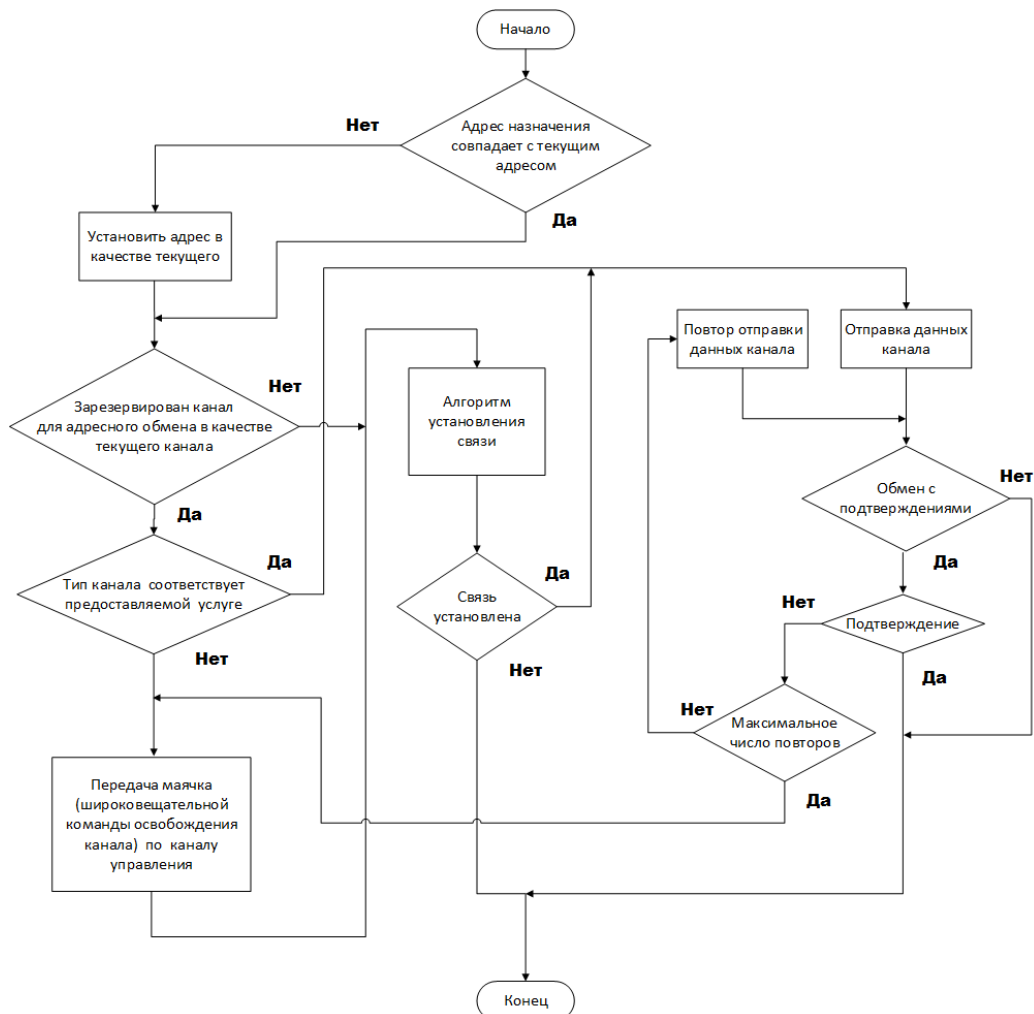 Начало
Нет
Адрес назначения
совпадает с текущим
адресом
Да
Установить адрес в
качестве текущего
Повтор отправки
данных канала
Отправка данных
канала
Нет
Зарезервирован канал
для адресного обмена в качестве
текущего канала
Алгоритм
установления
связи
Нет
Обмен с
подтверждениями
Да
Да
Тип канала соответствует
предоставляемой услуге
Да
Связь
установлена
Да
Нет
Подтверждение
Нет
Нет
Да
Нет
Максимальное
число повторов
Да
Передача маячка
(широковещательной
команды освобождения
канала) по каналу
управления
Конец